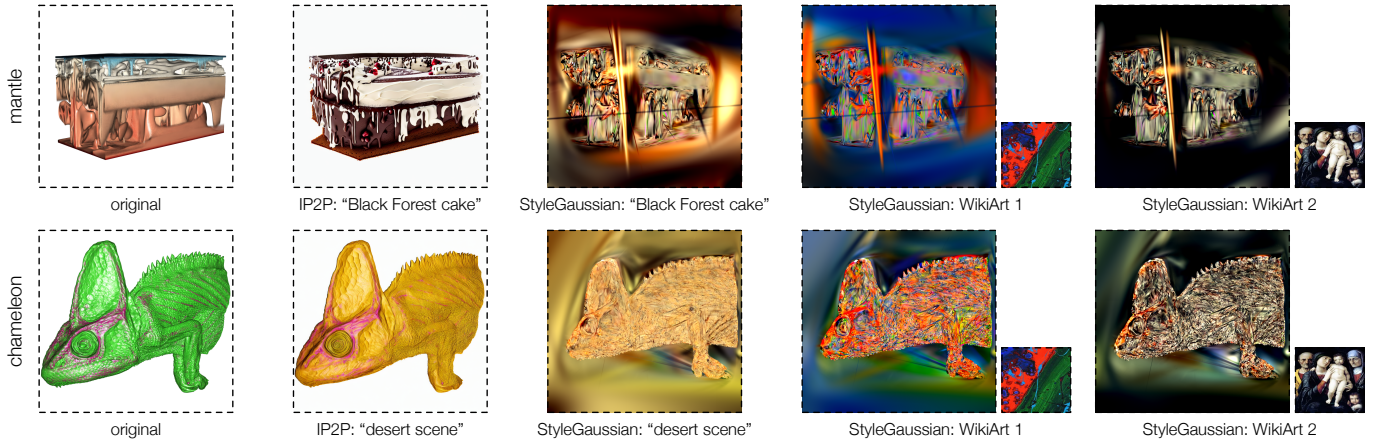 mantle
original
IP2P: “Black Forest cake”
StyleGaussian: “Black Forest cake”
StyleGaussian: WikiArt 1
StyleGaussian: WikiArt 2
chameleon
original
IP2P: “desert scene”
StyleGaussian: “desert scene”
StyleGaussian: WikiArt 1
StyleGaussian: WikiArt 2